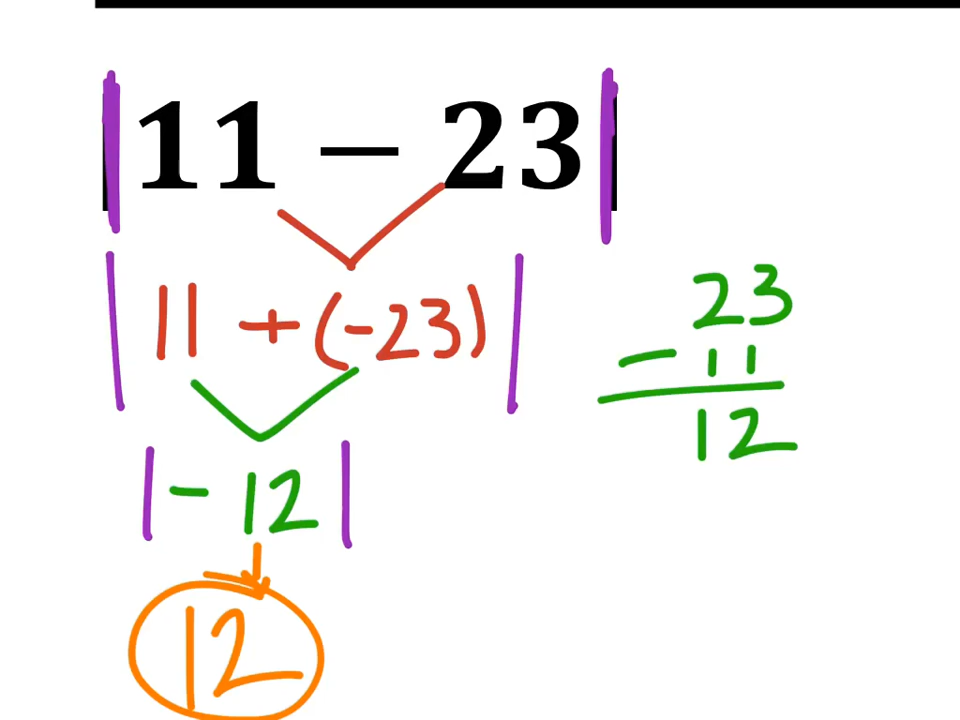 |11 − 23|
|11 + (-23)|
|-12|
12
23
- 11
12